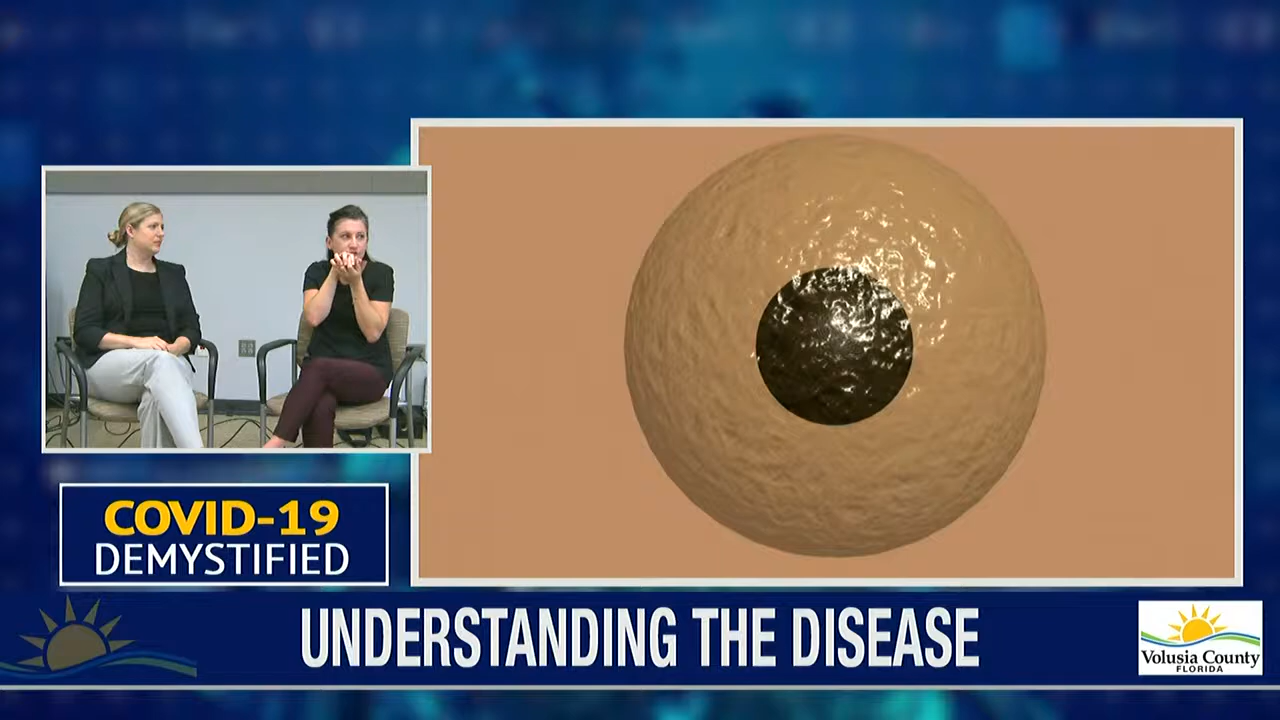 COVID-19
DEMYSTIFIED
UNDERSTANDING THE DISEASE
Volusia County
FLORIDA